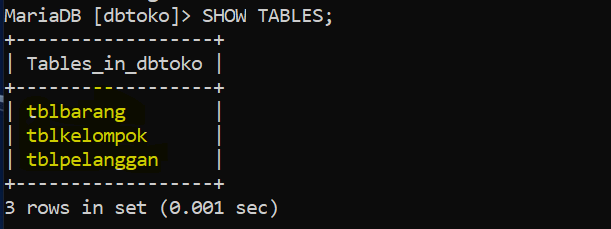 MariaDB [dbtoko]> SHOW TABLES;
+------------------+
| Tables_in_dbtoko |
+------------------+
| tblbarang        |
| tblkelompok      |
| tblpelanggan     |
+------------------+
3 rows in set (0.001 sec)